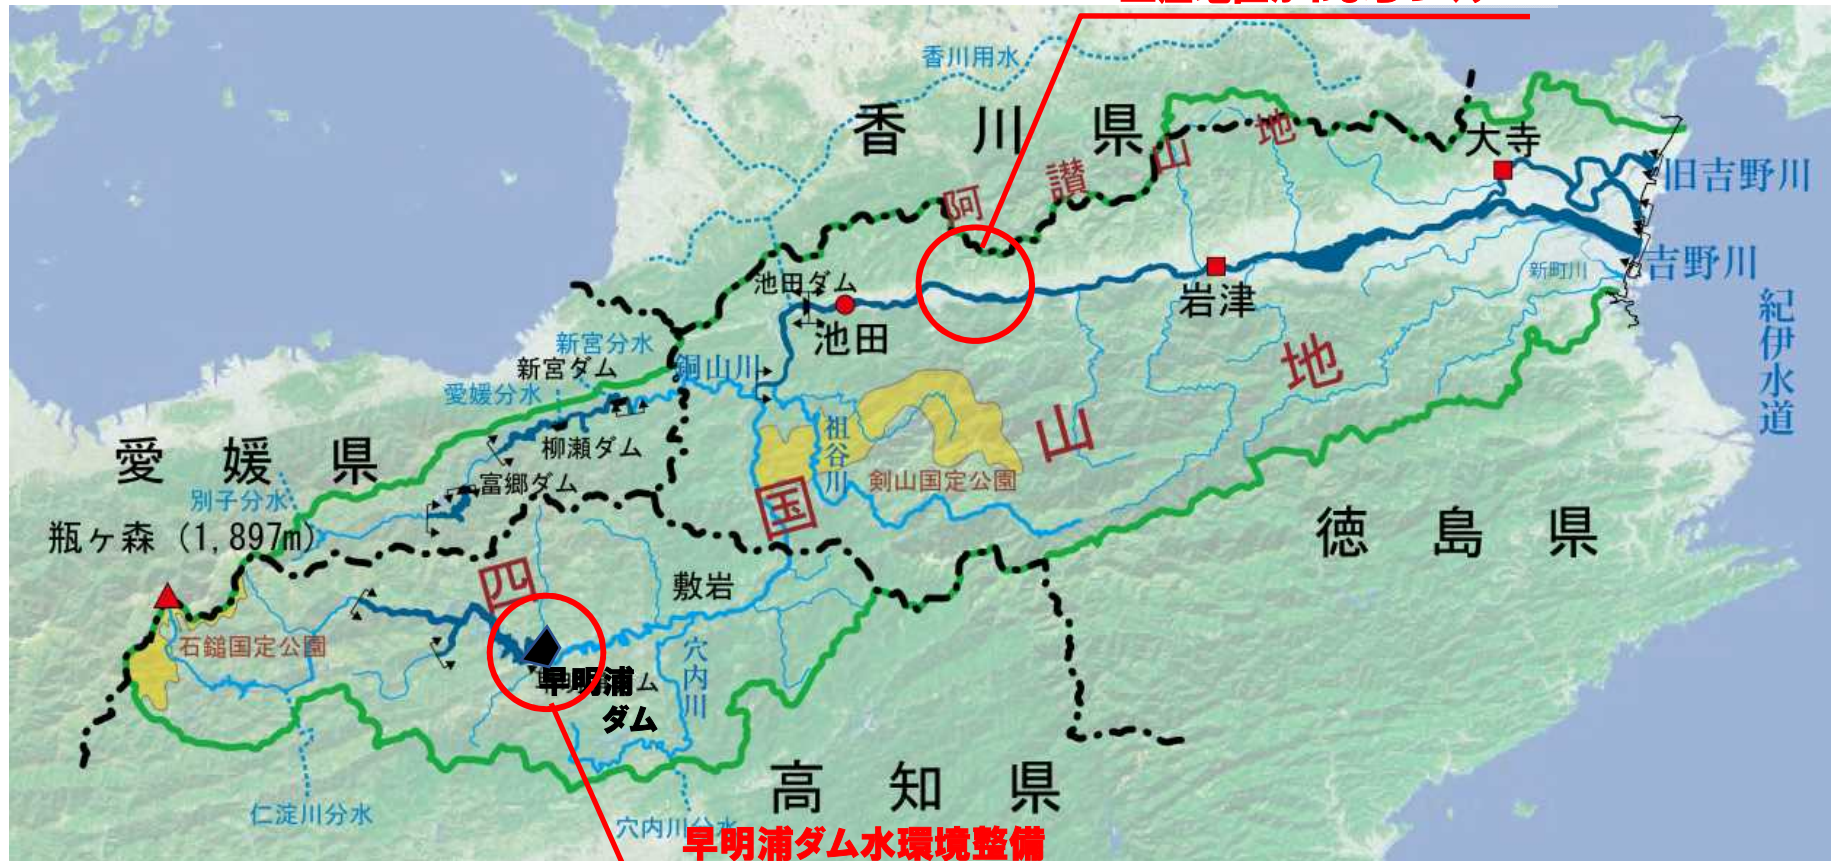 香川用水
香川県
大寺
阿讃山地
旧吉野川
吉野川
新町川
紀伊水道
池田ダム
池田
岩津
新宮分水
新宮ダム
銅山川
愛媛分水
柳瀬ダム
祖谷川
剣山国定公園
愛媛県
別子分水
富郷ダム
瓶ヶ森 (1,897m)
四国山地
徳島県
敷岩
石鎚国定公園
穴内川
早明浦
ダム
高知県
仁淀川分水
穴内川分水
早明浦ダム水環境整備